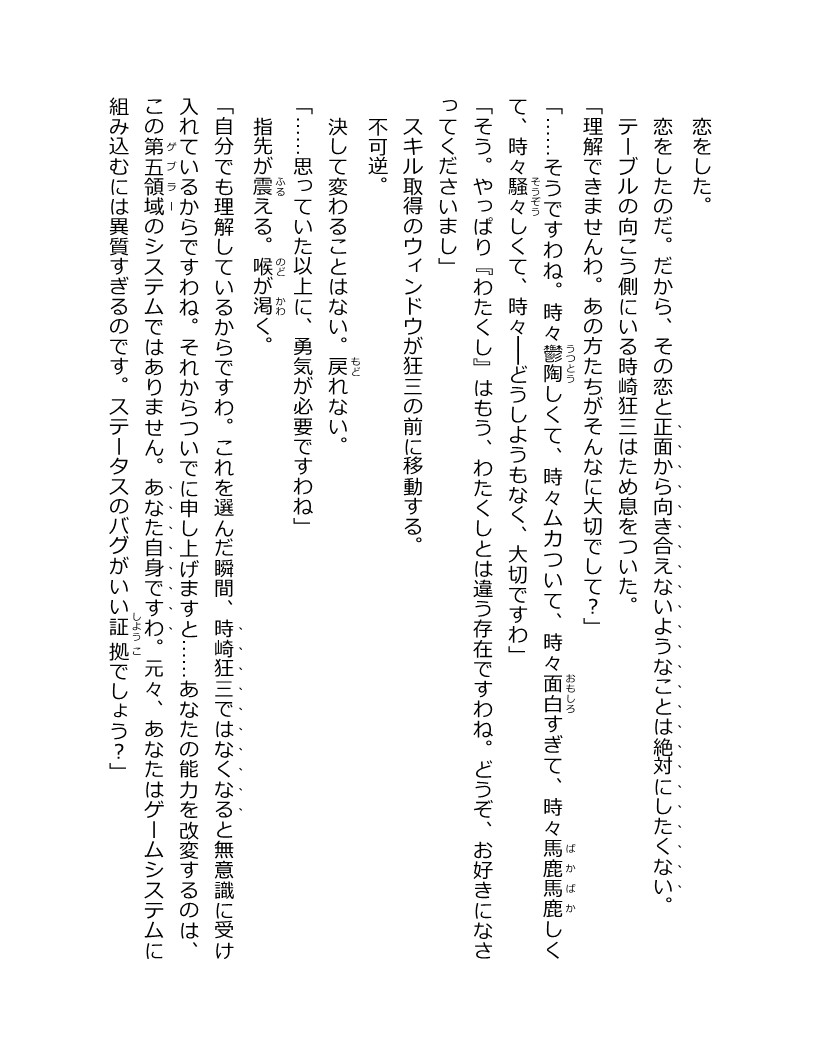 恋をした。
恋をしたのだ。だから、その恋と正面から向き合えないようなことは絶対にしたくない。
テーブルの向こう側にいる時崎狂三はため息をついた。
「理解できませんわ。あの方たちがそんなに大切でして?」
「……そうですわね。時々鬱陶しくて、時々ムカついて、時々面白すぎて、時々馬鹿馬鹿しく
て、時々騒々しくて、時々――どうしようもなく、大切ですわ」
「そう。やっぱり『わたくし』はもう、わたくしとは違う存在ですわね。どうぞ、お好きになさ
ってくださいまし」
スキル取得のウィンドウが狂三の前に移動する。
不可逆。
決して変わることはない。戻れない。
「……思っていた以上に、勇気が必要ですわね」
指先が震える。喉が渇く。
「自分でも理解しているからですわ。これを選んだ瞬間、時崎狂三ではなくなると無意識に受け
入れているからですわね。それからついでに申し上げますと……あなたの能力を改変するのは、
この第五領域のシステムではありません。あなた自身ですわ。元々、あなたはゲームシステムに
組み込むには異質すぎるのです。ステータスのバグがいい証拠でしょう?」